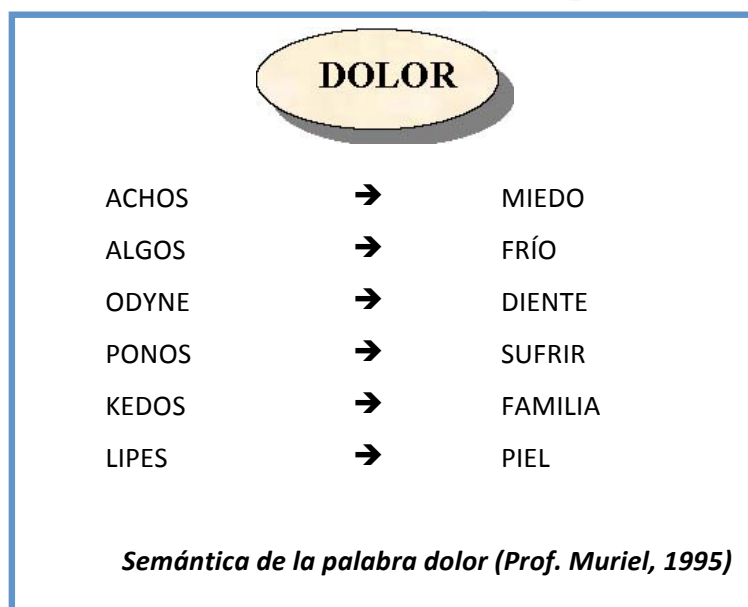 DOLOR
ACHOS ➔ MIEDO
ALGOS ➔ FRÍO
ODYNE ➔ DIENTE
PONOS ➔ SUFRIR
KEDOS ➔ FAMILIA
LIPES ➔ PIEL
Semántica de la palabra dolor (Prof. Muriel, 1995)